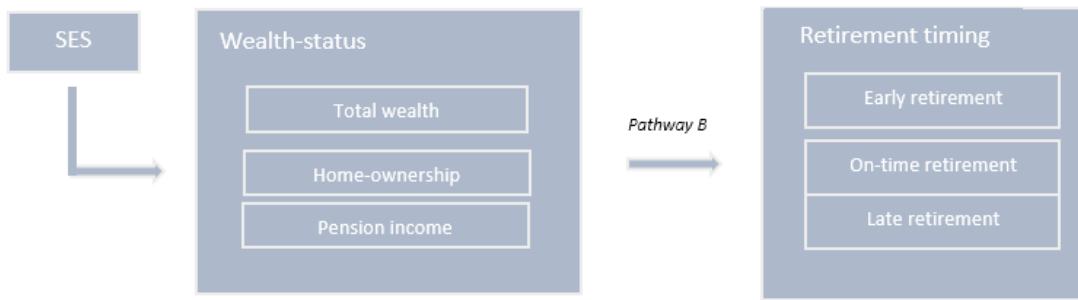 SES
Wealth-status
Total wealth
Home-ownership
Pension income
Pathway B
Retirement timing
Early retirement
On-time retirement
Late retirement